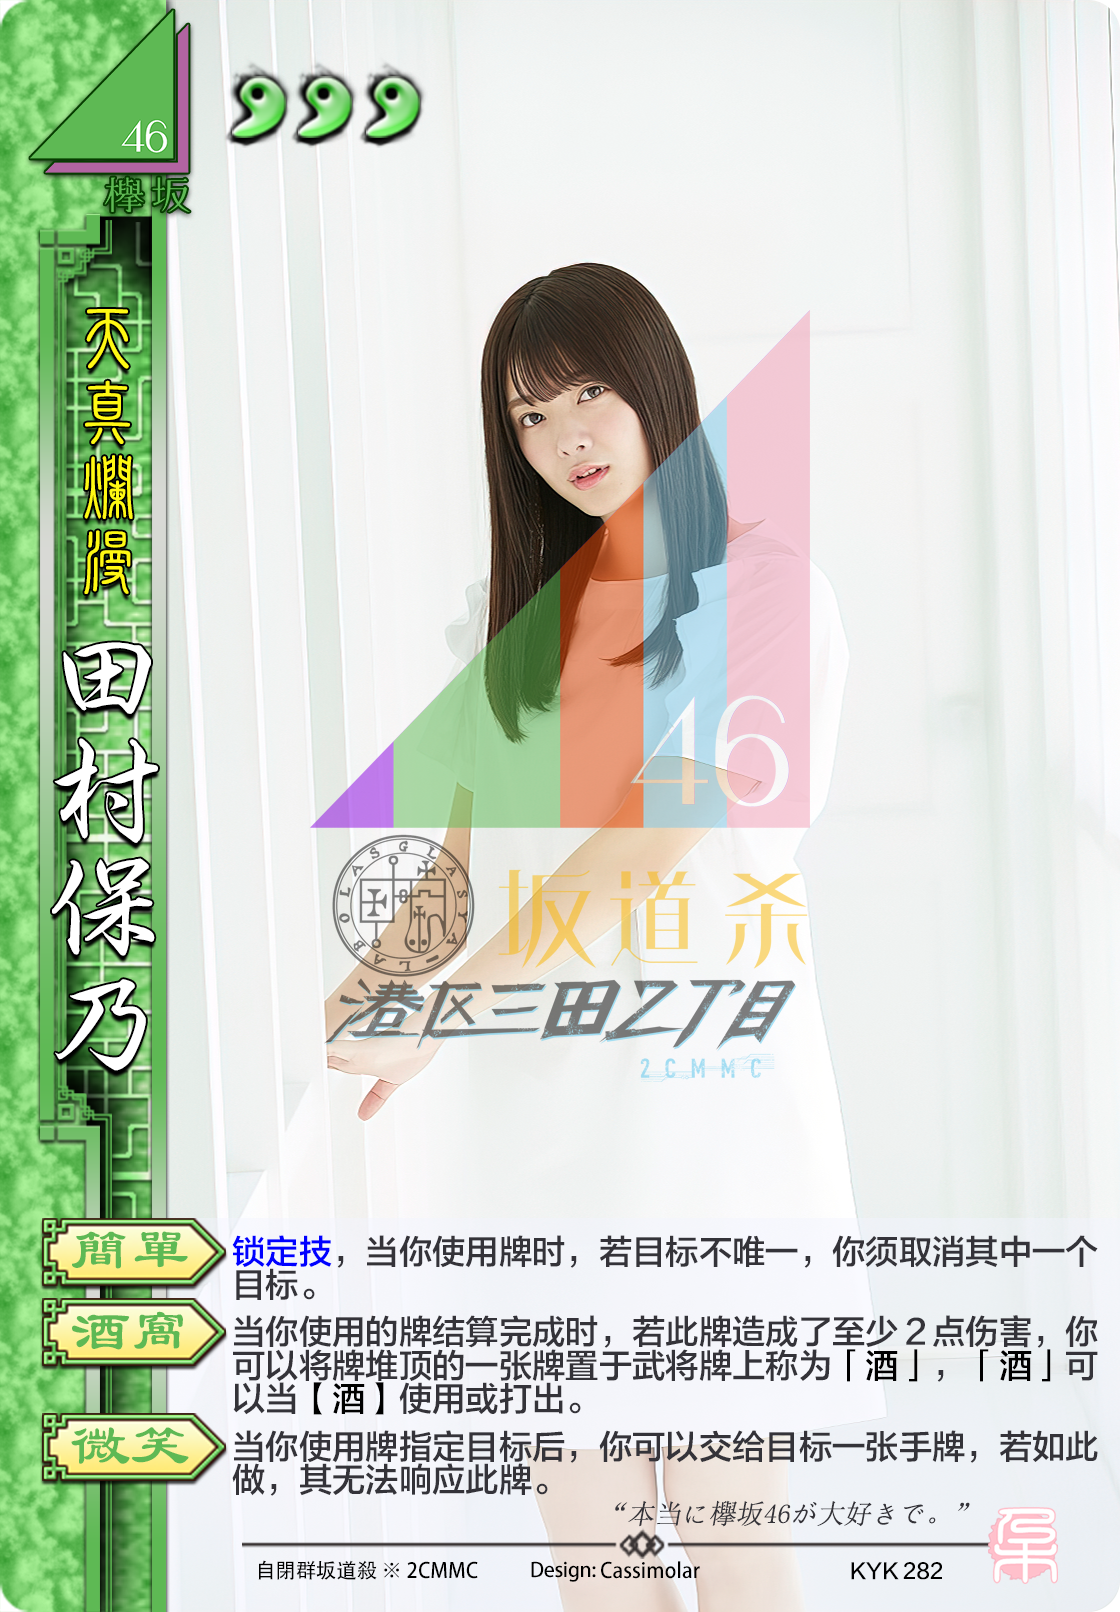 46
欅坂
天真爛漫
田村保乃
46
GLASYA-LABOLAS
坂道杀
港区三田乙丁目
2CMMC
簡單
锁定技，当你使用牌时，若目标不唯一，你须取消其中一个
目标。
酒窩
当你使用的牌结算完成时，若此牌造成了至少２点伤害，你
可以将牌堆顶的一张牌置于武将牌上称为「酒」，「酒」可
以当【酒】使用或打出。
微笑
当你使用牌指定目标后，你可以交给目标一张手牌，若如此
做，其无法响应此牌。
“本当に欅坂46が大好きで。”
自閉群坂道殺 ※ 2CMMC
Design: Cassimolar
KYK 282